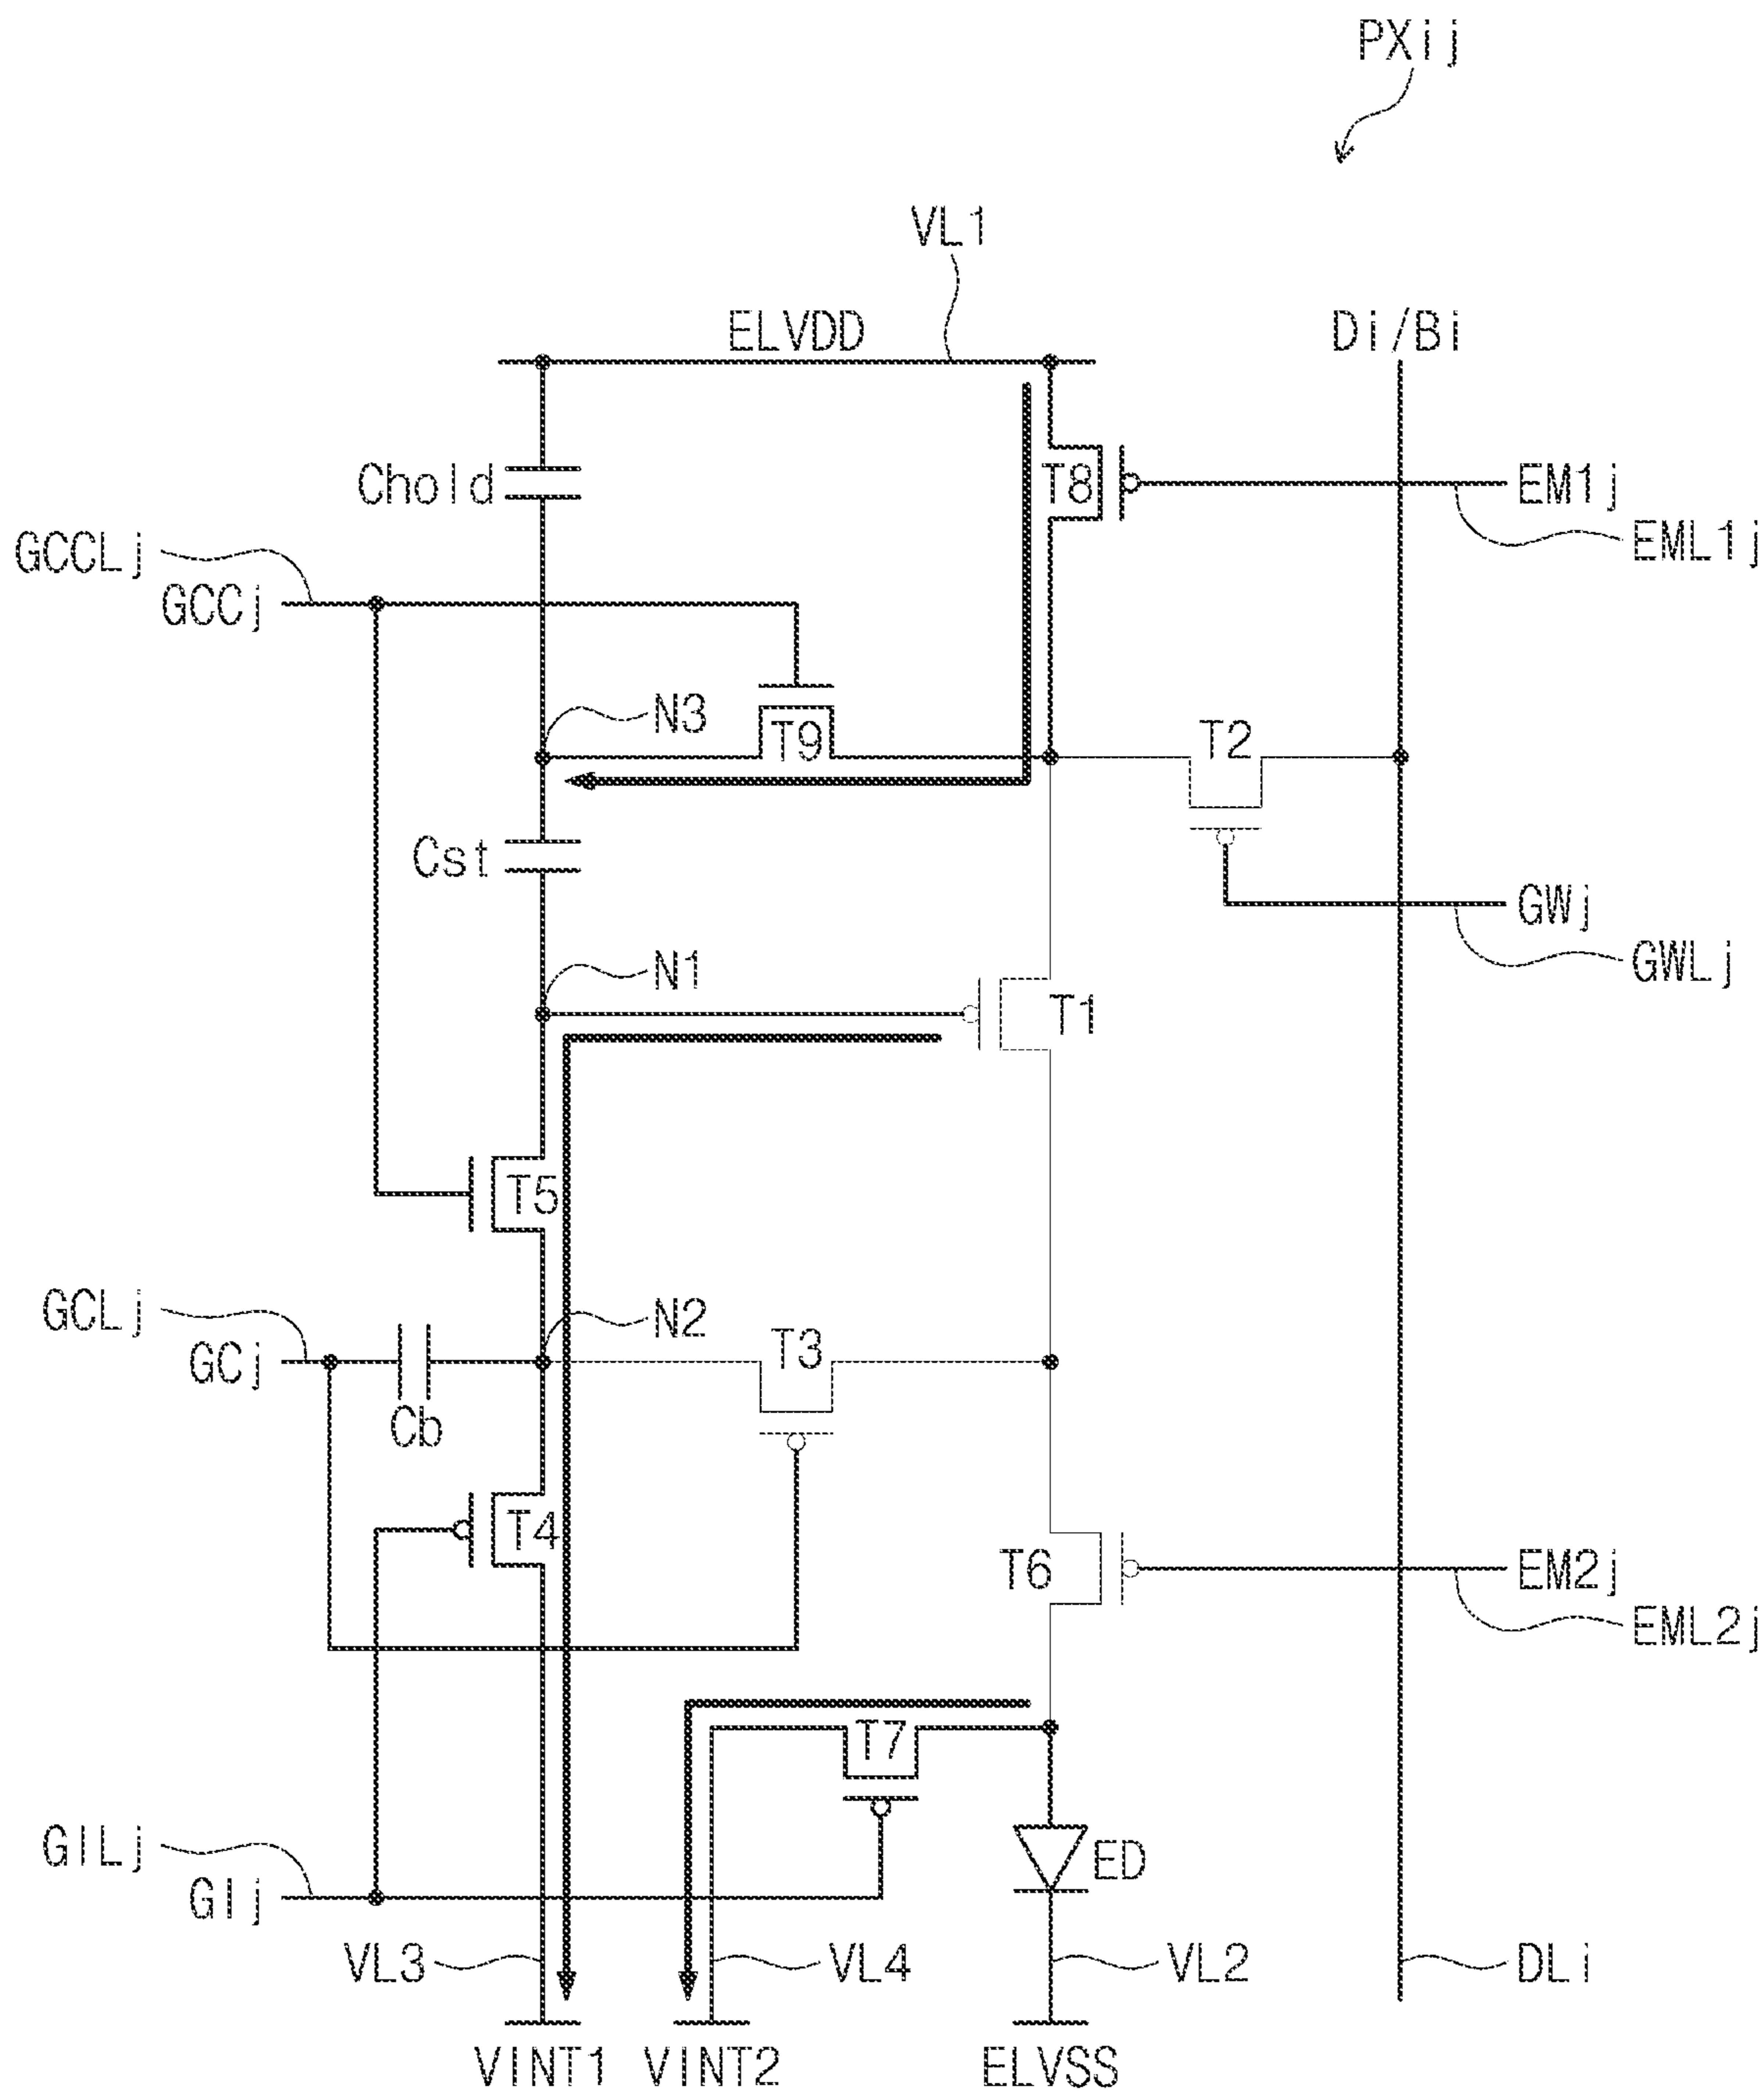 PXij
VL1
ELVDD
Di/Bi
Chold
T8
EM1j
EML1j
GCCLj
GCCj
N3
T9
T2
Cst
GWj
GWLj
N1
T1
T5
GCLj
GCj
N2
T3
Cb
T4
T6
EM2j
EML2j
T7
GILj
GIj
ED
VL3
VL4
VL2
DLi
VINT1
VINT2
ELVSS